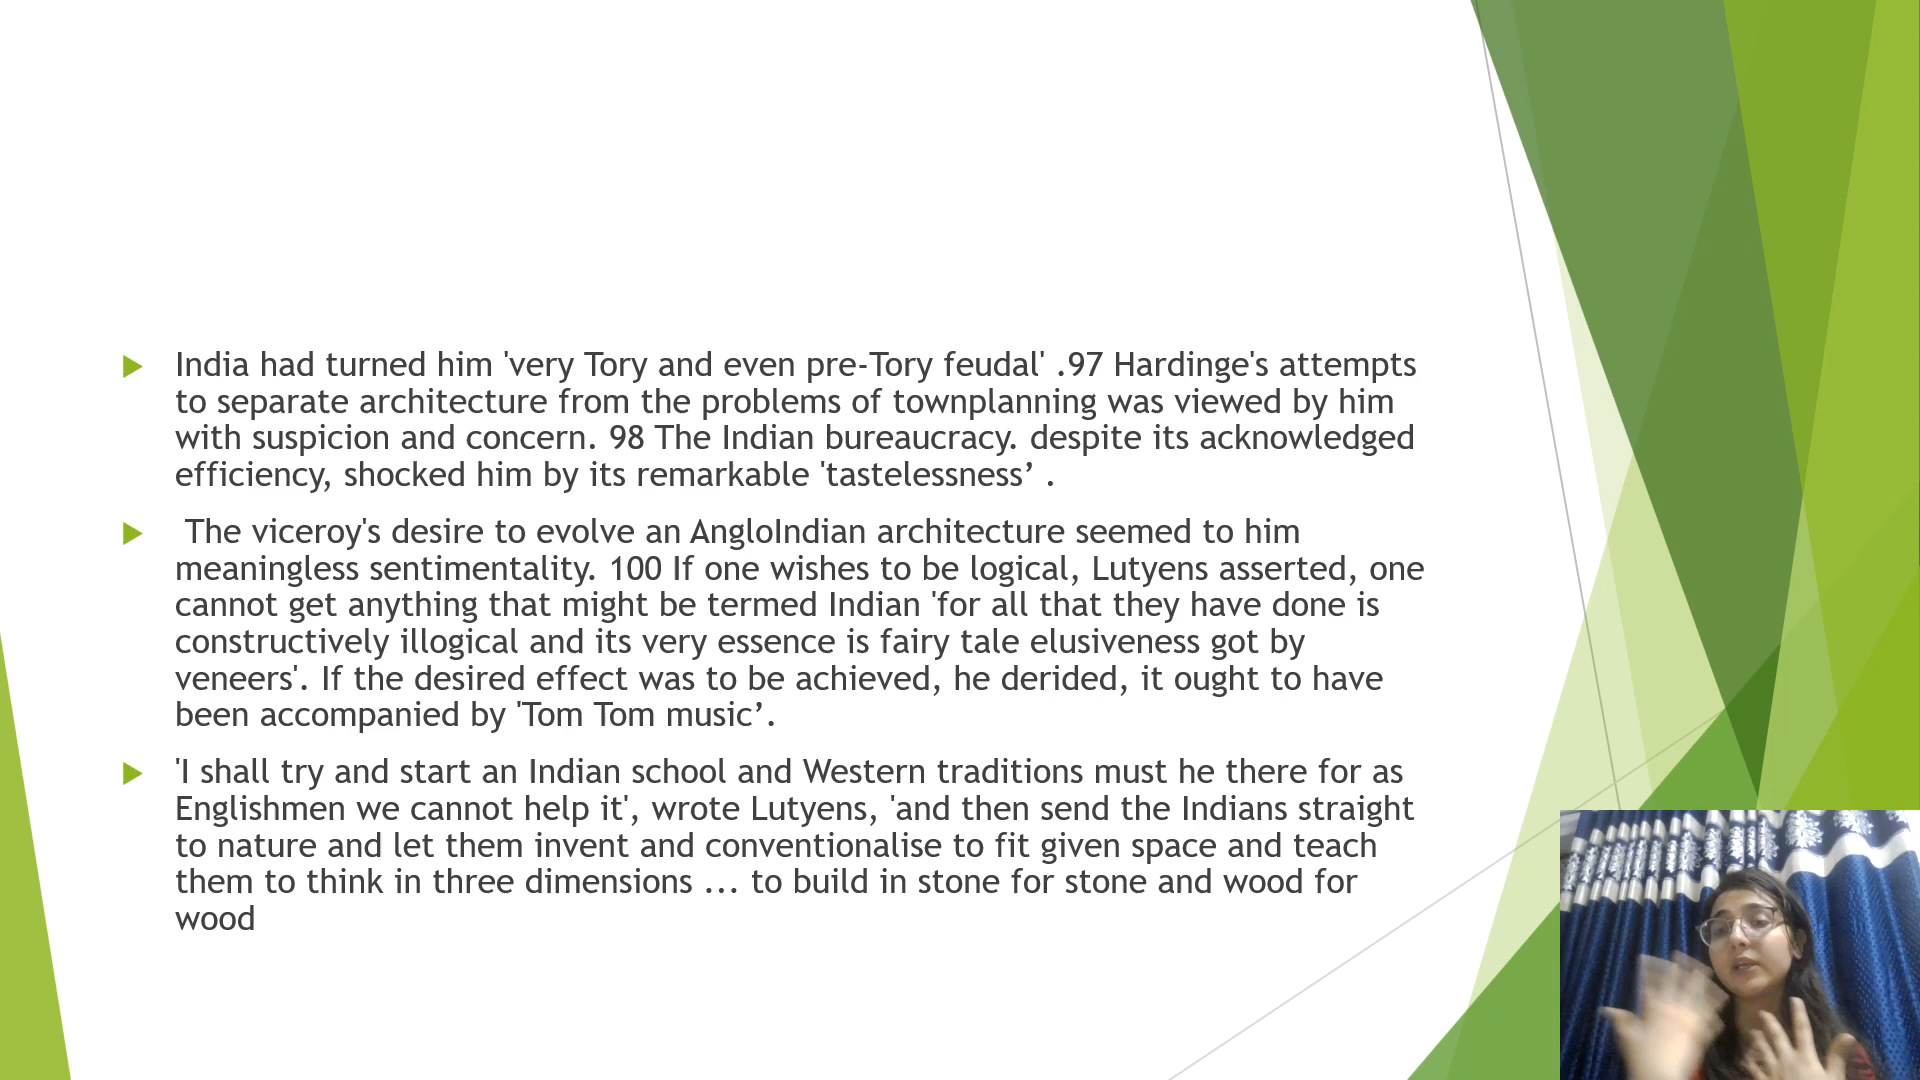 India had turned him 'very Tory and even pre-Tory feudal' .97 Hardinge's attempts
to separate architecture from the problems of townplanning was viewed by him
with suspicion and concern. 98 The Indian bureaucracy. despite its acknowledged
efficiency, shocked him by its remarkable 'tastelessness’ .
The viceroy's desire to evolve an AngloIndian architecture seemed to him
meaningless sentimentality. 100 If one wishes to be logical, Lutyens asserted, one
cannot get anything that might be termed Indian 'for all that they have done is
constructively illogical and its very essence is fairy tale elusiveness got by
veneers'. If the desired effect was to be achieved, he derided, it ought to have
been accompanied by 'Tom Tom music’.
'I shall try and start an Indian school and Western traditions must he there for as
Englishmen we cannot help it', wrote Lutyens, 'and then send the Indians straight
to nature and let them invent and conventionalise to fit given space and teach
them to think in three dimensions ... to build in stone for stone and wood for
wood